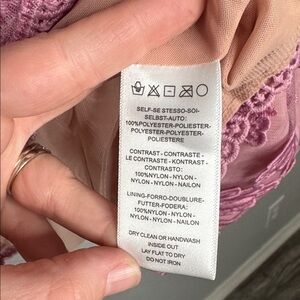 SELF-SE STESSO-SOI-
SELBST-AUTO:
100%POLYESTER-POLIESTER-
POLYESTER-POLYESTER-
POLIESTERE
CONTRAST - CONTRASTE -
LE CONTRASTE - KONTRAST -
CONTRASTO:
100%NYLON - NYLON -
NYLON - NYLON - NAILON
LINING-FORRO-DOUBLURE-
FUTTER-FODERA:
100%NYLON - NYLON -
NYLON - NYLON - NAILON
DRY CLEAN OR HANDWASH
INSIDE OUT
LAY FLAT TO DRY
DO NOT IRON